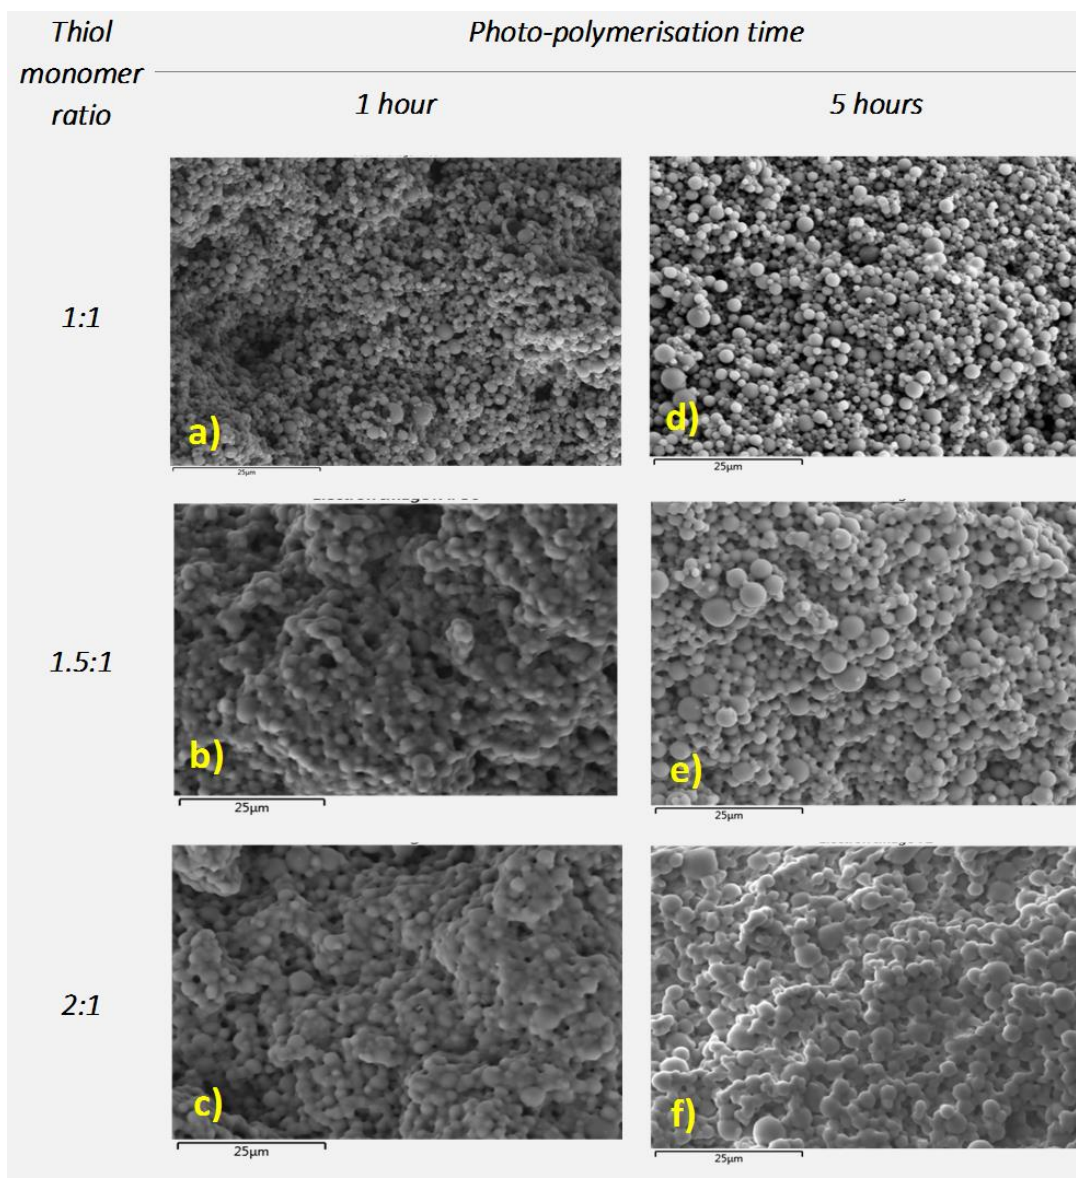 Thiol
monomer
ratio
Photo-polymerisation time
1 hour
5 hours
1:1
a)
25µm
d)
25µm
1.5:1
b)
25µm
e)
25µm
2:1
c)
25µm
f)
25µm